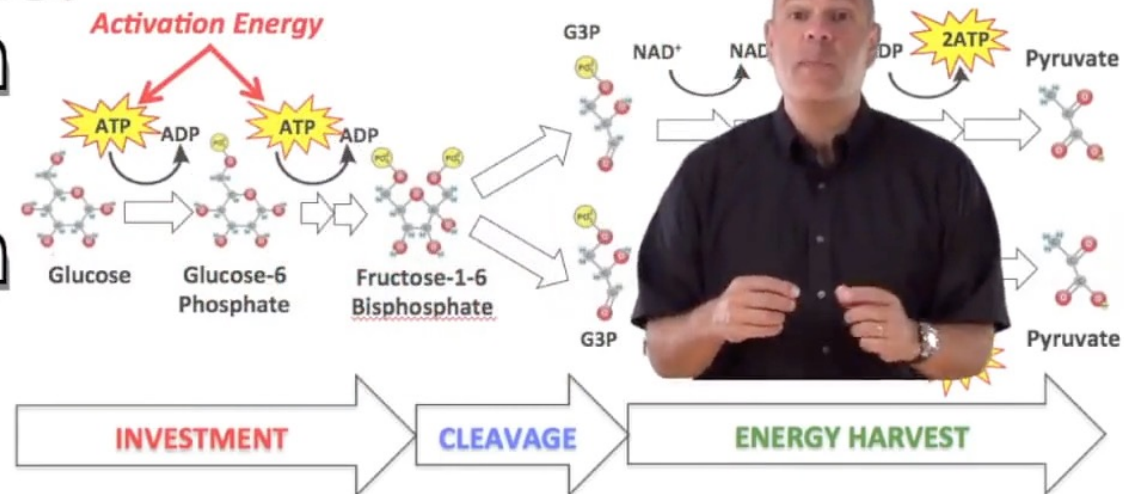 Activation Energy
ATP
ADP
ATP
ADP
Glucose
Glucose-6
Phosphate
Fructose-1-6
Bisphosphate
G3P
NAD⁺
2ATP
Pyruvate
G3P
Pyruvate
INVESTMENT
CLEAVAGE
ENERGY HARVEST